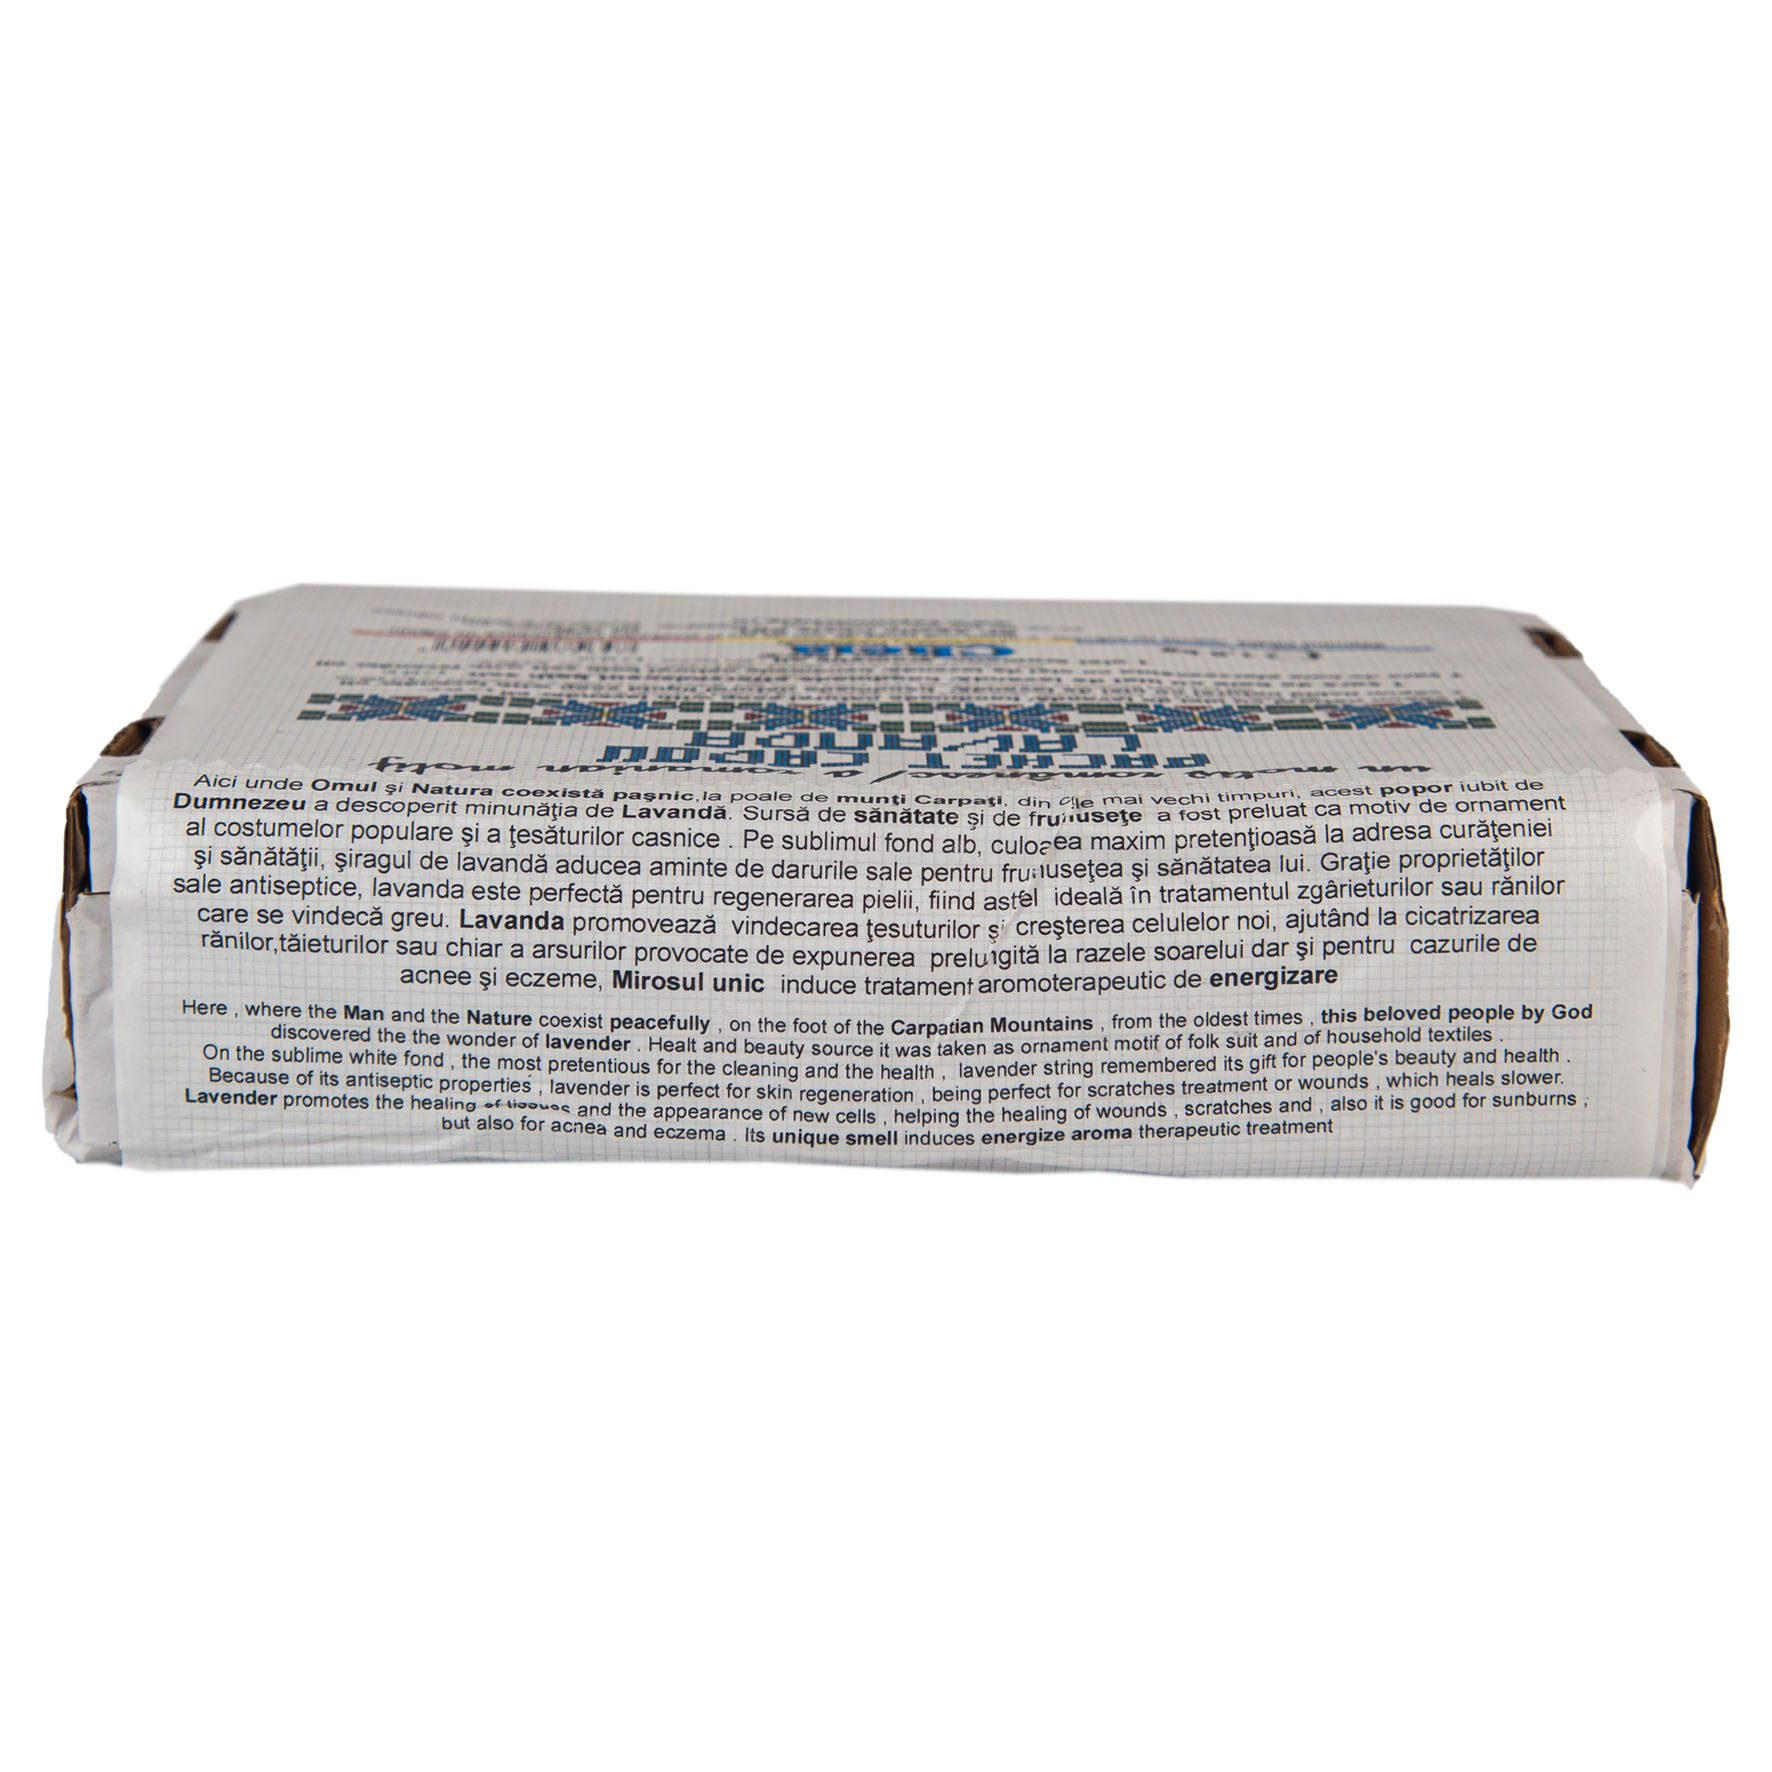 un motiv românesc/a romanian motif
PACHET CADOU
LAVANDA
Cheia
Aici unde Omul şi Natura coexistă paşnic,la poale de munţi Carpaţi, din cele mai vechi timpuri, acest popor iubit de
Dumnezeu a descoperit minunăţia de Lavandă. Sursă de sănătate şi de frumuseţe a fost preluat ca motiv de ornament
al costumelor populare şi a ţesăturilor casnice . Pe sublimul fond alb, culoarea maxim pretenţioasă la adresa curăţeniei
şi sănătăţii, şiragul de lavandă aducea aminte de darurile sale pentru frumuseţea şi sănătatea lui. Graţie proprietăţilor
sale antiseptice, lavanda este perfectă pentru regenerarea pielii, fiind astfel ideală în tratamentul zgârieturilor sau rănilor
care se vindecă greu. Lavanda promovează vindecarea ţesuturilor şi creşterea celulelor noi, ajutând la cicatrizarea
rănilor,tăieturilor sau chiar a arsurilor provocate de expunerea prelungită la razele soarelui dar şi pentru cazurile de
acnee şi eczeme, Mirosul unic induce tratament aromoterapeutic de energizare
Here , where the Man and the Nature coexist peacefully , on the foot of the Carpatian Mountains , from the oldest times , this beloved people by God
discovered the the wonder of lavender . Healt and beauty source it was taken as ornament motif of folk suit and of household textiles .
On the sublime white fond , the most pretentious for the cleaning and the health , lavender string remembered its gift for people's beauty and health .
Because of its antiseptic properties , lavender is perfect for skin regeneration , being perfect for scratches treatment or wounds , which heals slower.
Lavender promotes the healing of tissues and the appearance of new cells , helping the healing of wounds , scratches and , also it is good for sunburns ,
but also for acnea and eczema . Its unique smell induces energize aroma therapeutic treatment